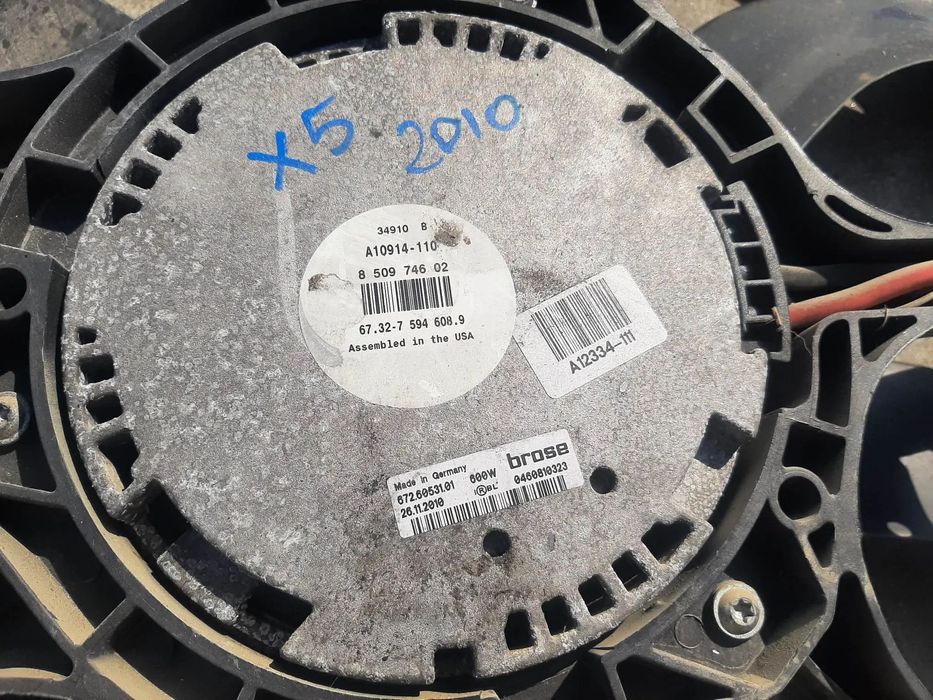 X5 2010
34910 B
A10914-110
8 509 746 02
67.32-7 594 608.9
Assembled in the USA
A12334-111
Made in Germany
672.60531.01 600W brose
26.11.2010 ®BL 0460810323